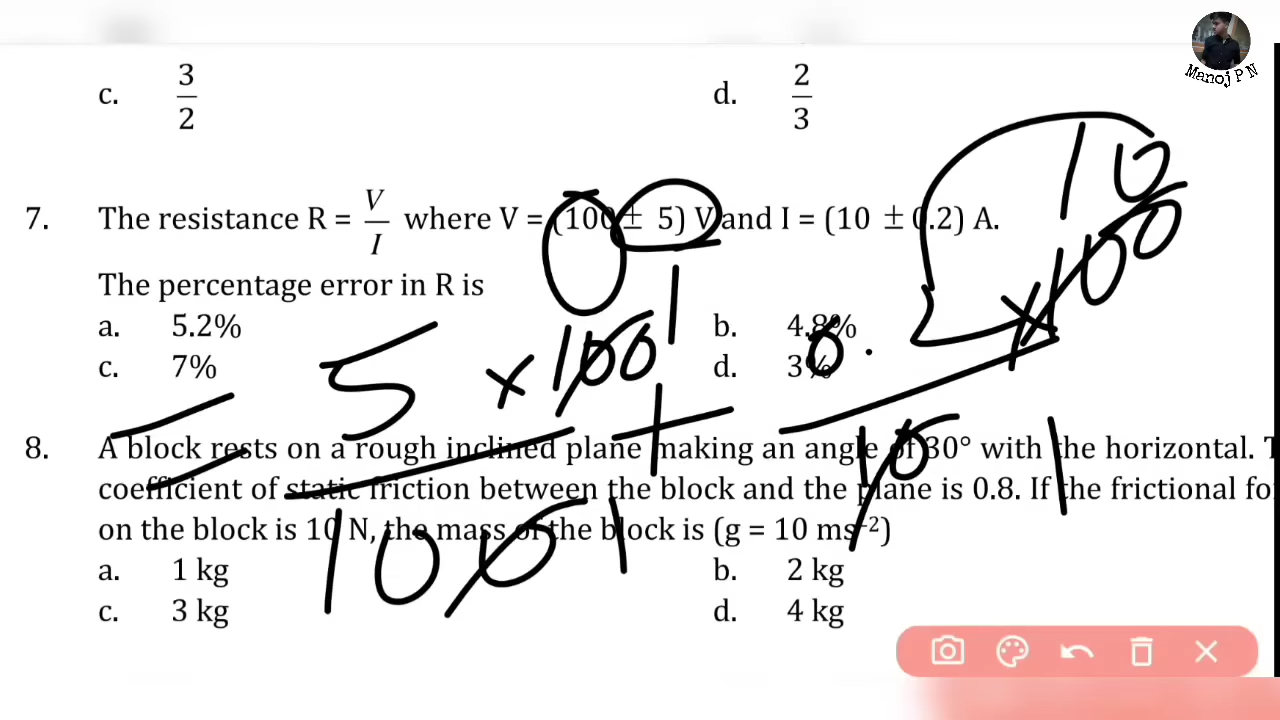 Manoj P N
c. 3/2 d. 2/3
7. The resistance R = V/I where V = (100 ± 5) V and I = (10 ± 0.2) A.
The percentage error in R is
a. 5.2% b. 4.8%
c. 7% d. 3%
= 5 × 100 / 100 + 0.2 × 100 / 10
1 10 1 1
8. A block rests on a rough inclined plane making an angle of 30° with the horizontal.
coefficient of static friction between the block and the plane is 0.8. If the frictional fo
on the block is 10 N, the mass of the block is (g = 10 ms⁻²)
a. 1 kg b. 2 kg
c. 3 kg d. 4 kg